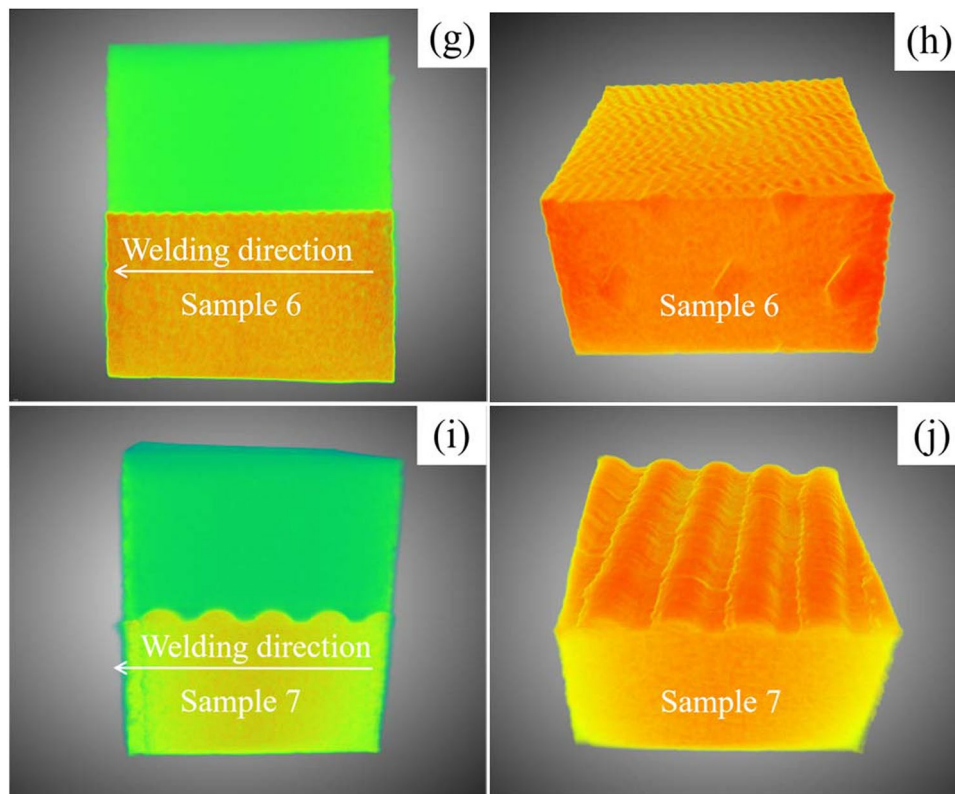 (g)
(h)
Welding direction
Sample 6
Sample 6
(i)
(j)
Welding direction
Sample 7
Sample 7